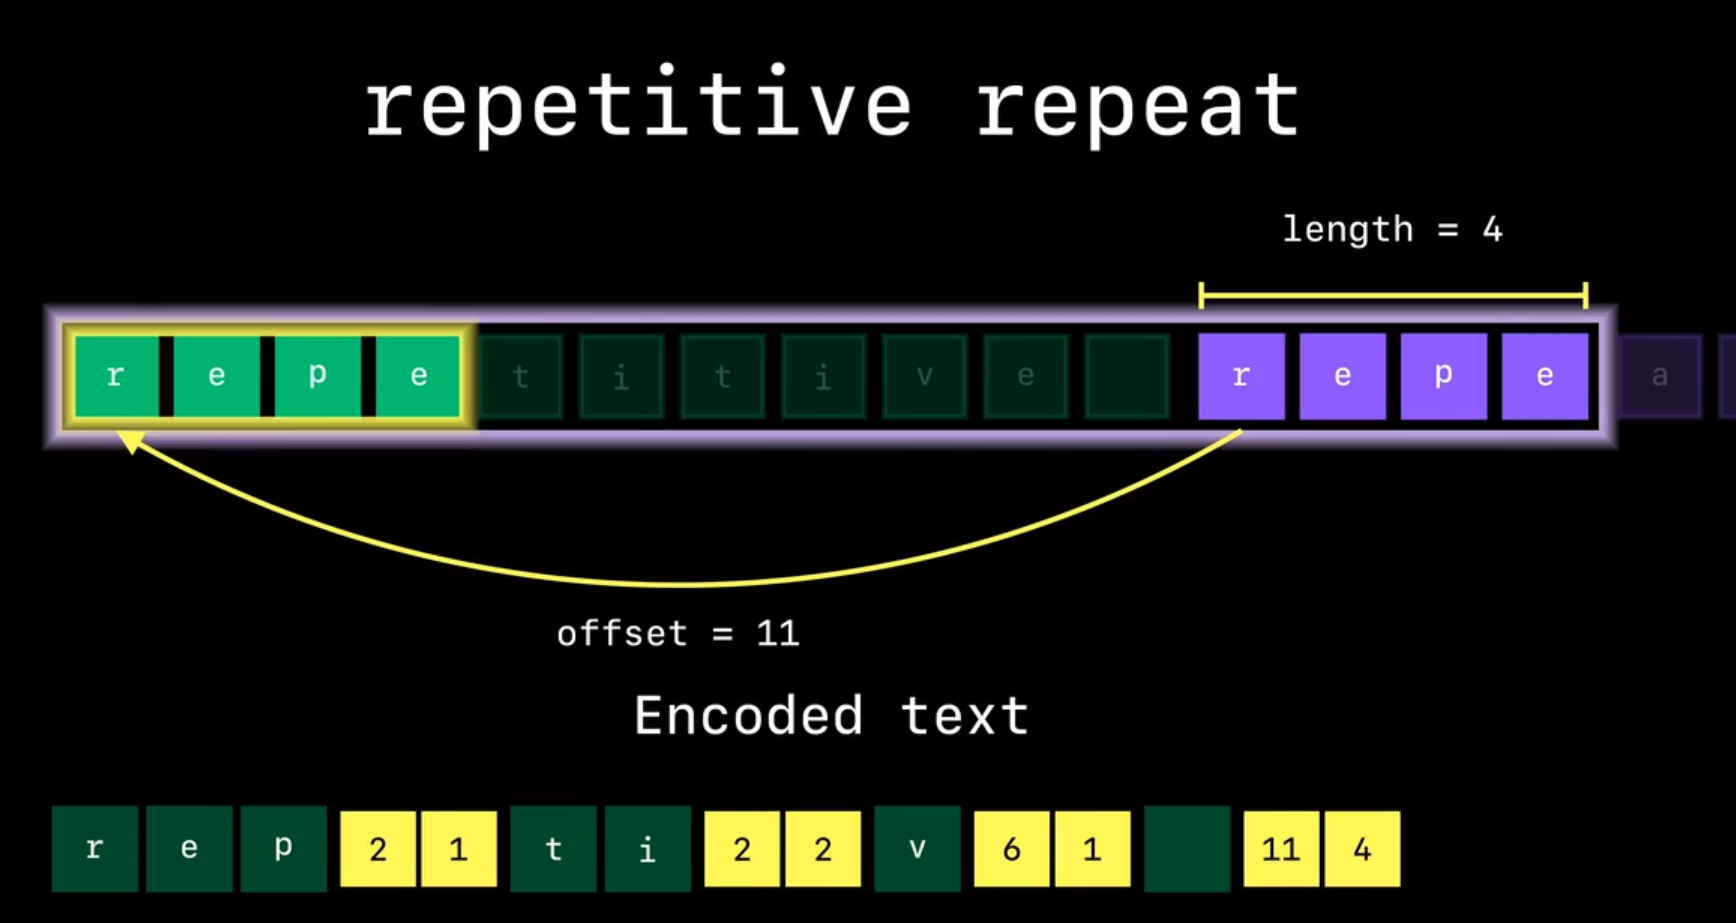 repetitive repeat
length = 4
r e p e t i t i v e r e p e a
offset = 11
Encoded text
r e p 2 1 t i 2 2 v 6 1 11 4